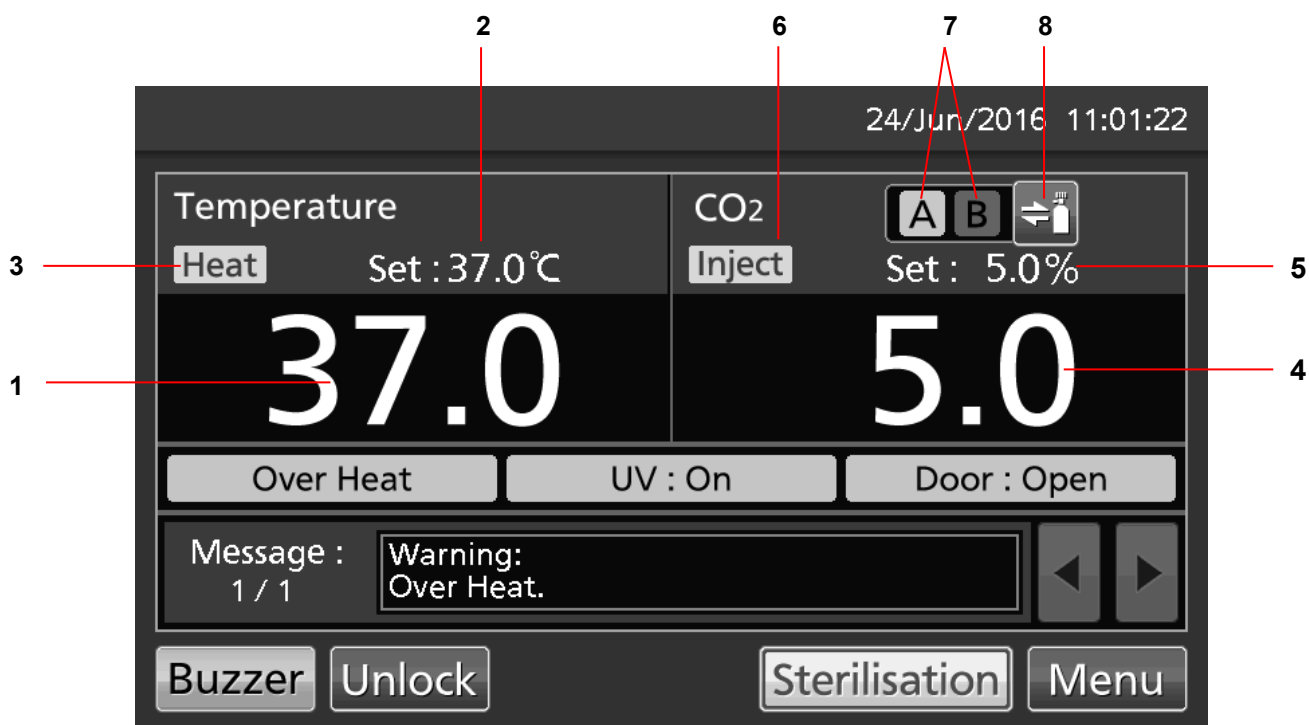 2 6 7 8
24/Jun/2016 11:01:22
Temperature CO2 A B
3 Heat Set : 37.0℃ Inject Set : 5.0% 5
1 37.0 5.0 4
Over Heat UV : On Door : Open
Message : Warning:
1 / 1 Over Heat.
Buzzer Unlock Sterilisation Menu